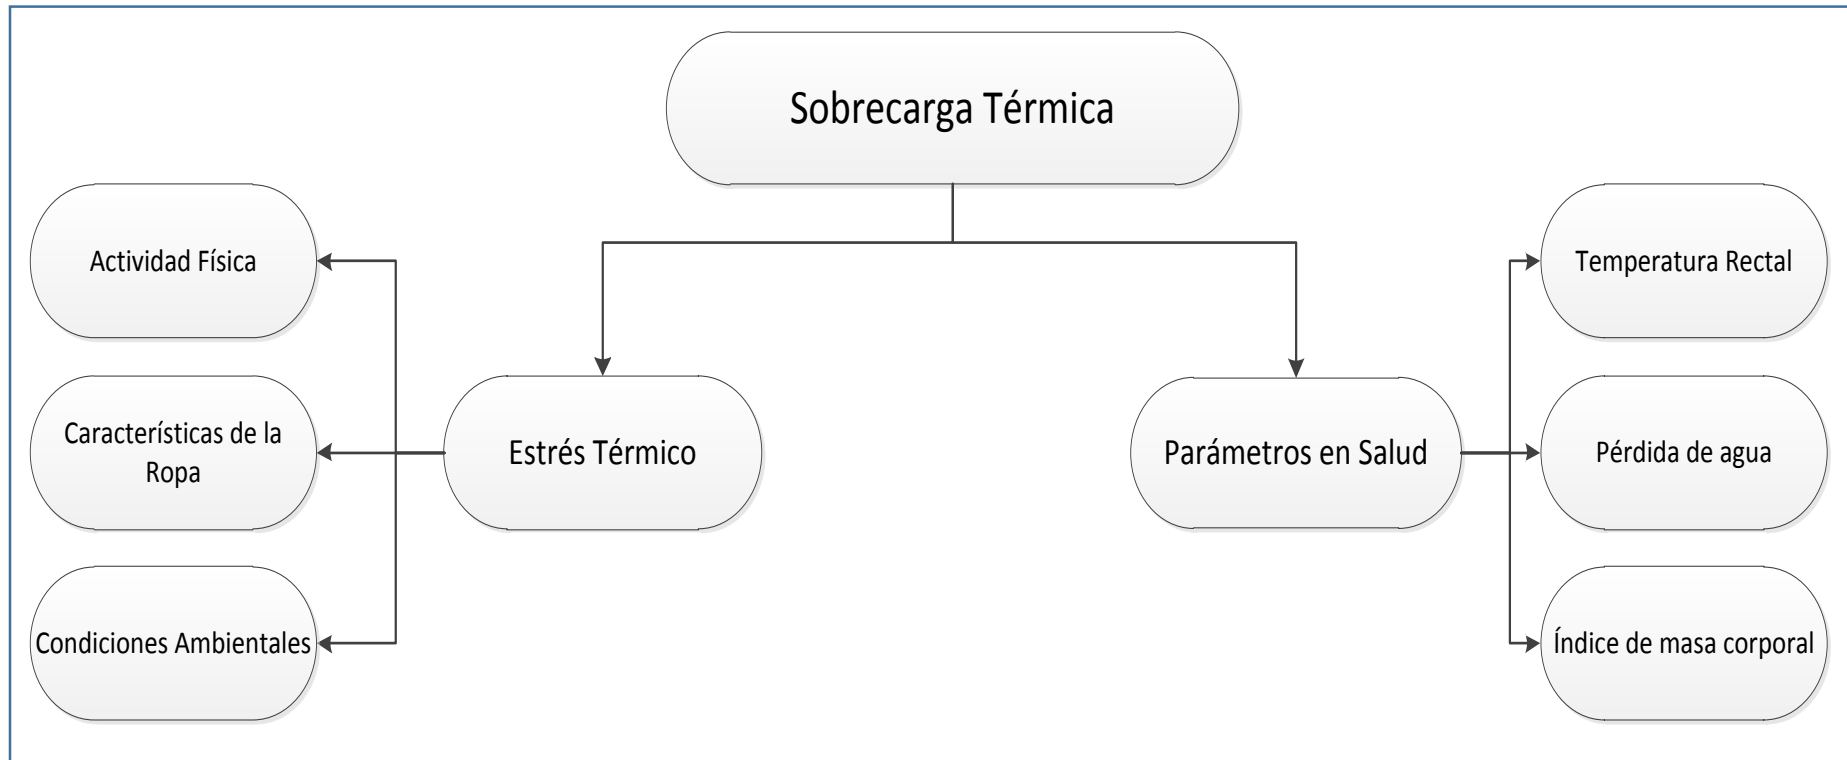 Sobrecarga Térmica
Actividad Física
Temperatura Rectal
Características de la
Ropa
Estrés Térmico
Parámetros en Salud
Pérdida de agua
Condiciones Ambientales
Índice de masa corporal